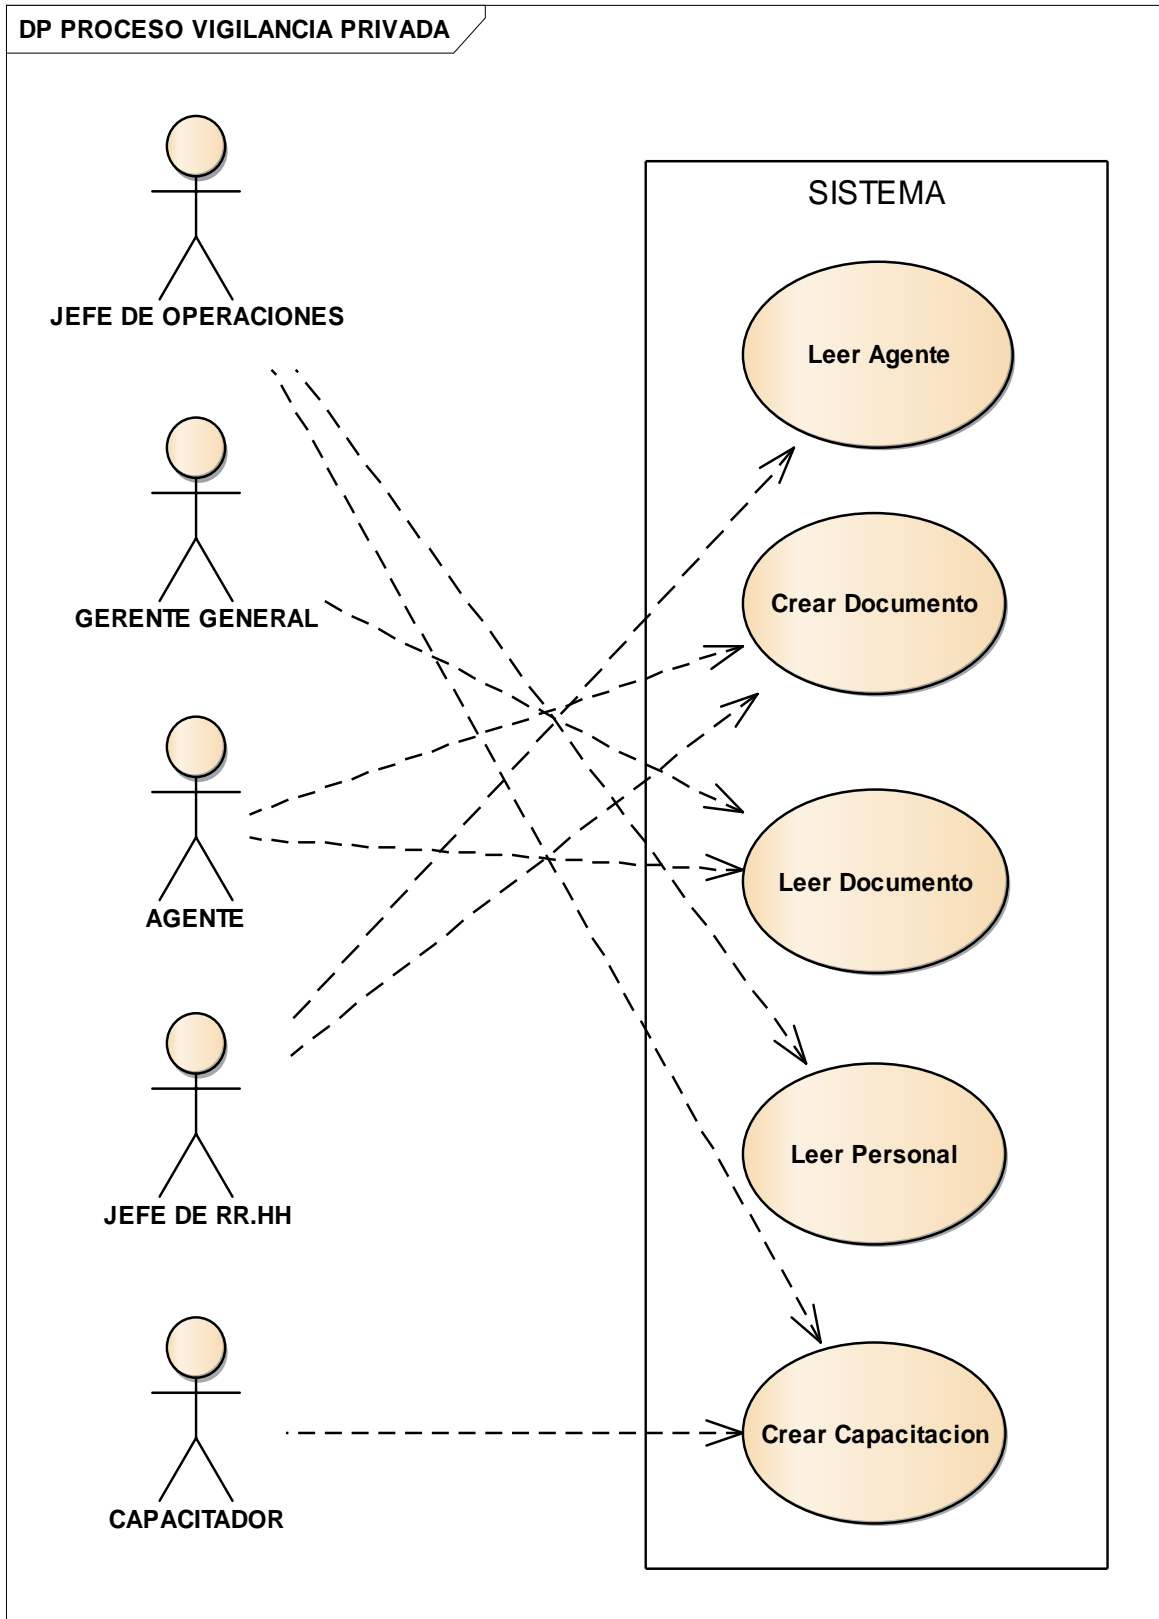 DP PROCESO VIGILANCIA PRIVADA
SISTEMA
JEFE DE OPERACIONES
Leer Agente
GERENTE GENERAL
Crear Documento
AGENTE
Leer Documento
JEFE DE RR.HH
Leer Personal
CAPACITADOR
Crear Capacitacion